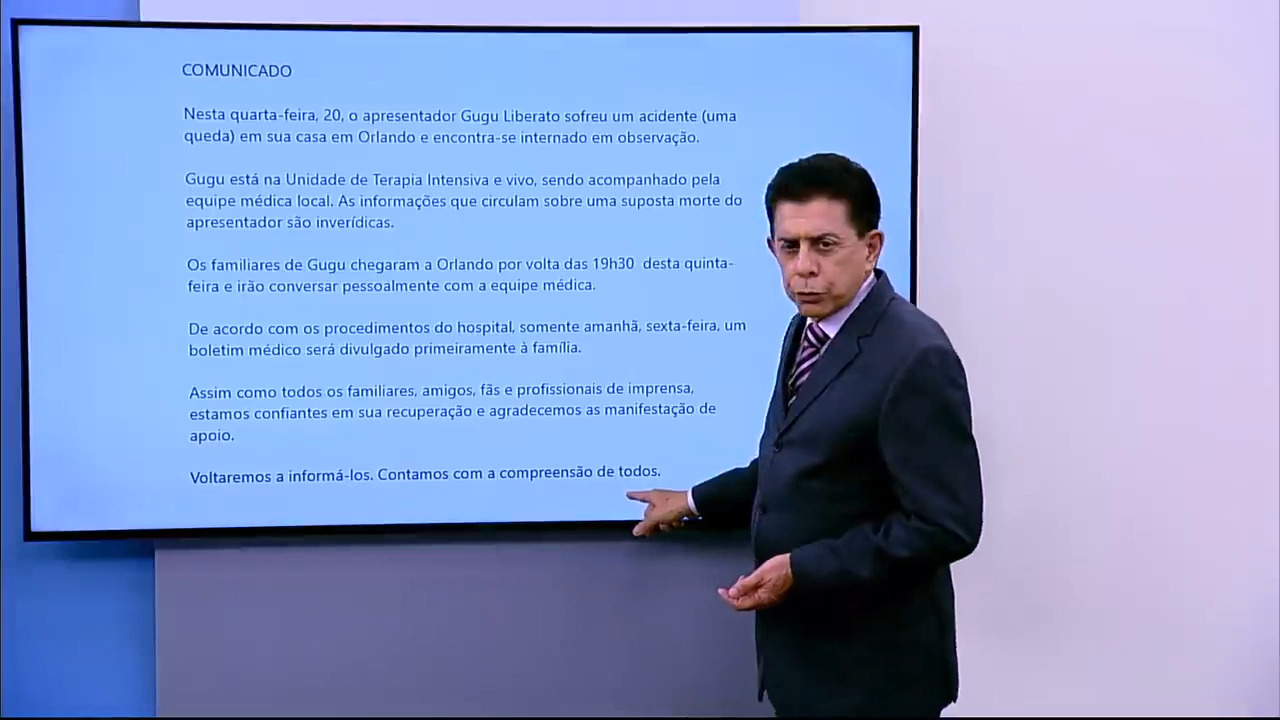 COMUNICADO
Nesta quarta-feira, 20, o apresentador Gugu Liberato sofreu um acidente (uma
queda) em sua casa em Orlando e encontra-se internado em observação.
Gugu está na Unidade de Terapia Intensiva e vivo, sendo acompanhado pela
equipe médica local. As informações que circulam sobre uma suposta morte do
apresentador são inverídicas.
Os familiares de Gugu chegaram a Orlando por volta das 19h30 desta quinta-
feira e irão conversar pessoalmente com a equipe médica.
De acordo com os procedimentos do hospital, somente amanhã, sexta-feira, um
boletim médico será divulgado primeiramente à família.
Assim como todos os familiares, amigos, fãs e profissionais de imprensa,
estamos confiantes em sua recuperação e agradecemos as manifestação de
apoio.
Voltaremos a informá-los. Contamos com a compreensão de todos.